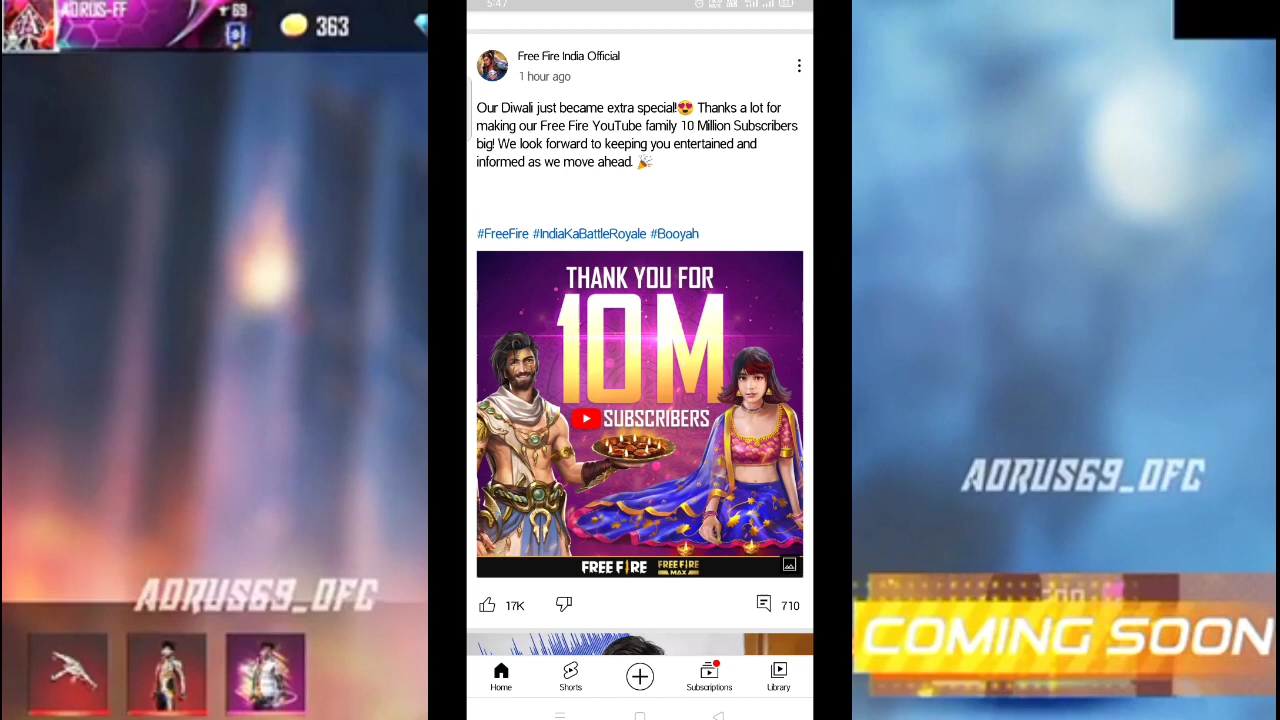 AORUS-FF
69
363
5:47
Free Fire India Official
1 hour ago
Our Diwali just became extra special!😍 Thanks a lot for
making our Free Fire YouTube family 10 Million Subscribers
big! We look forward to keeping you entertained and
informed as we move ahead. 🎉
#FreeFire #IndiaKaBattleRoyale #Booyah
THANK YOU FOR
10M
SUBSCRIBERS
FREE FIRE
FREE FIRE
MAX
17K
710
Home
Shorts
Subscriptions
Library
AORUS69_OFC
AORUS69_OFC
COMING SOON